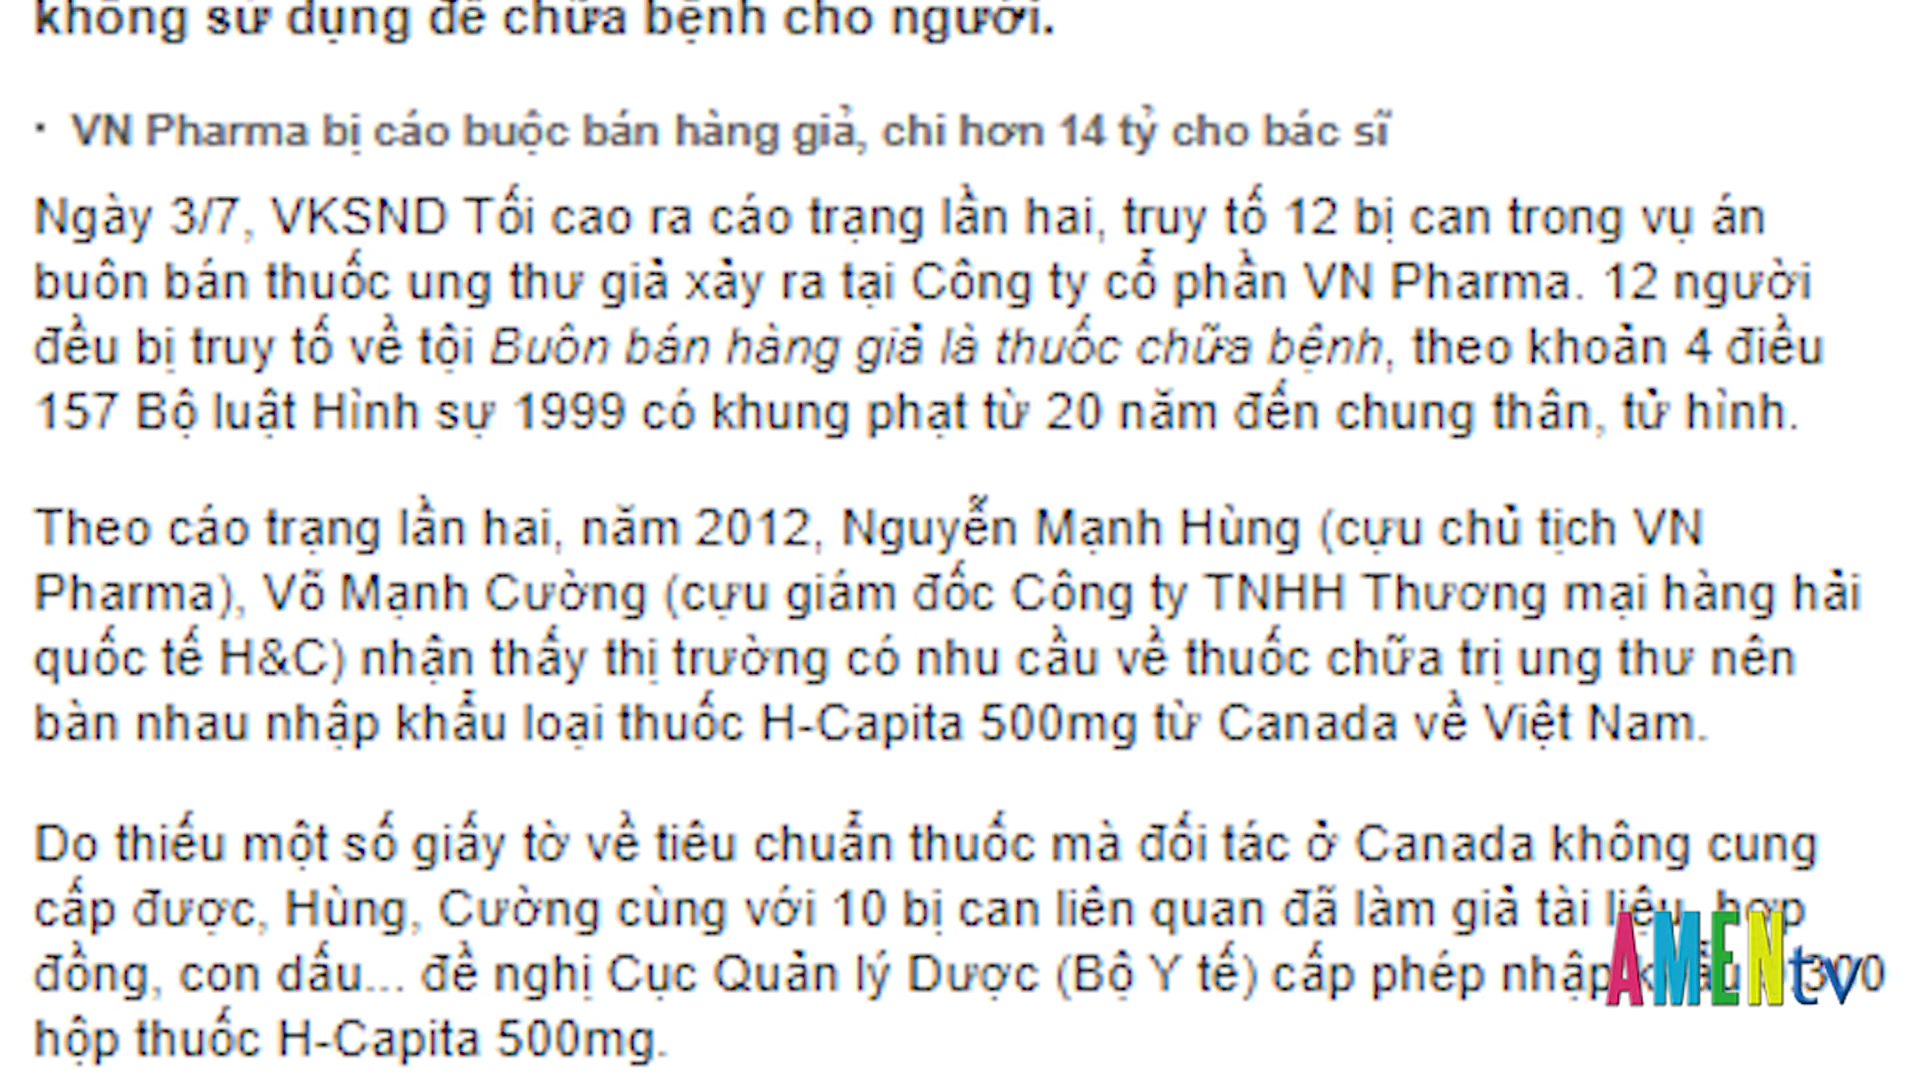 không sử dụng để chữa bệnh cho người.
· VN Pharma bị cáo buộc bán hàng giả, chi hơn 14 tỷ cho bác sĩ
Ngày 3/7, VKSND Tối cao ra cáo trạng lần hai, truy tố 12 bị can trong vụ án
buôn bán thuốc ung thư giả xảy ra tại Công ty cổ phần VN Pharma. 12 người
đều bị truy tố về tội Buôn bán hàng giả là thuốc chữa bệnh, theo khoản 4 điều
157 Bộ luật Hình sự 1999 có khung phạt từ 20 năm đến chung thân, tử hình.
Theo cáo trạng lần hai, năm 2012, Nguyễn Mạnh Hùng (cựu chủ tịch VN
Pharma), Võ Mạnh Cường (cựu giám đốc Công ty TNHH Thương mại hàng hải
quốc tế H&C) nhận thấy thị trường có nhu cầu về thuốc chữa trị ung thư nên
bàn nhau nhập khẩu loại thuốc H-Capita 500mg từ Canada về Việt Nam.
Do thiếu một số giấy tờ về tiêu chuẩn thuốc mà đối tác ở Canada không cung
cấp được, Hùng, Cường cùng với 10 bị can liên quan đã làm giả tài liệu, hợp
đồng, con dấu... đề nghị Cục Quản lý Dược (Bộ Y tế) cấp phép nhập
hộp thuốc H-Capita 500mg.
AMENtv